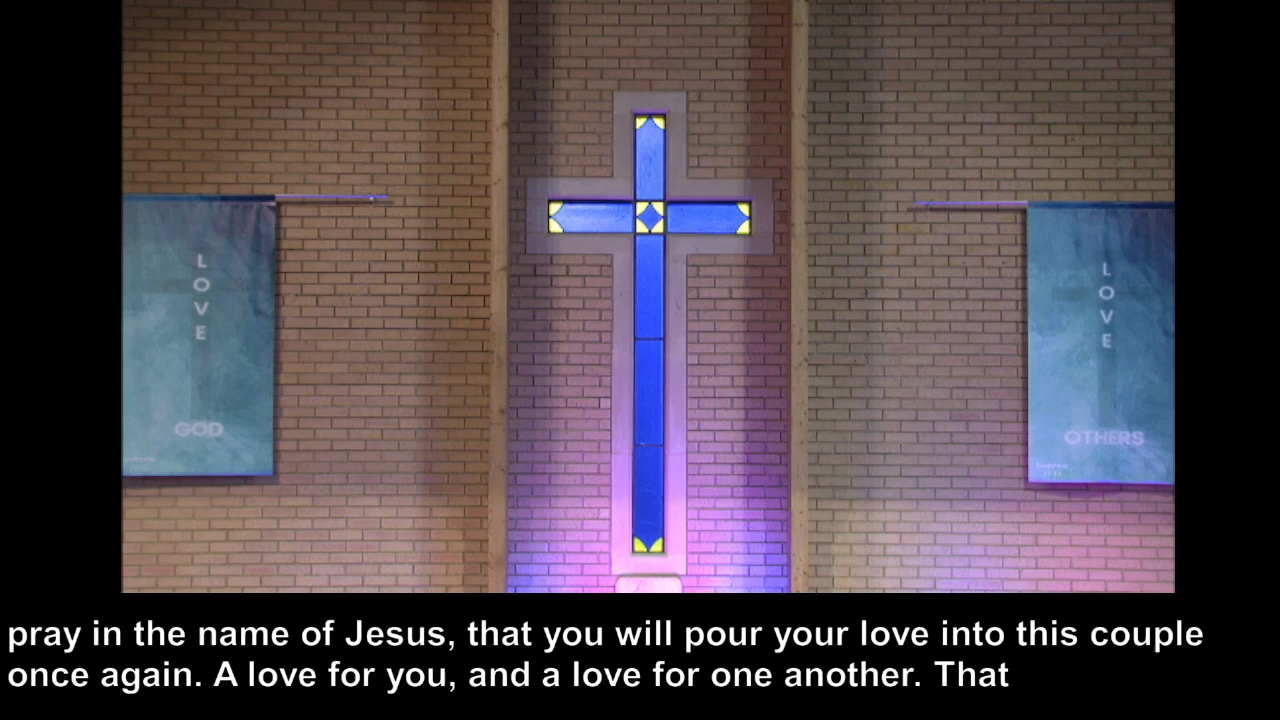 LOVE
GOD
LOVE
OTHERS
pray in the name of Jesus, that you will pour your love into this couple
once again. A love for you, and a love for one another. That